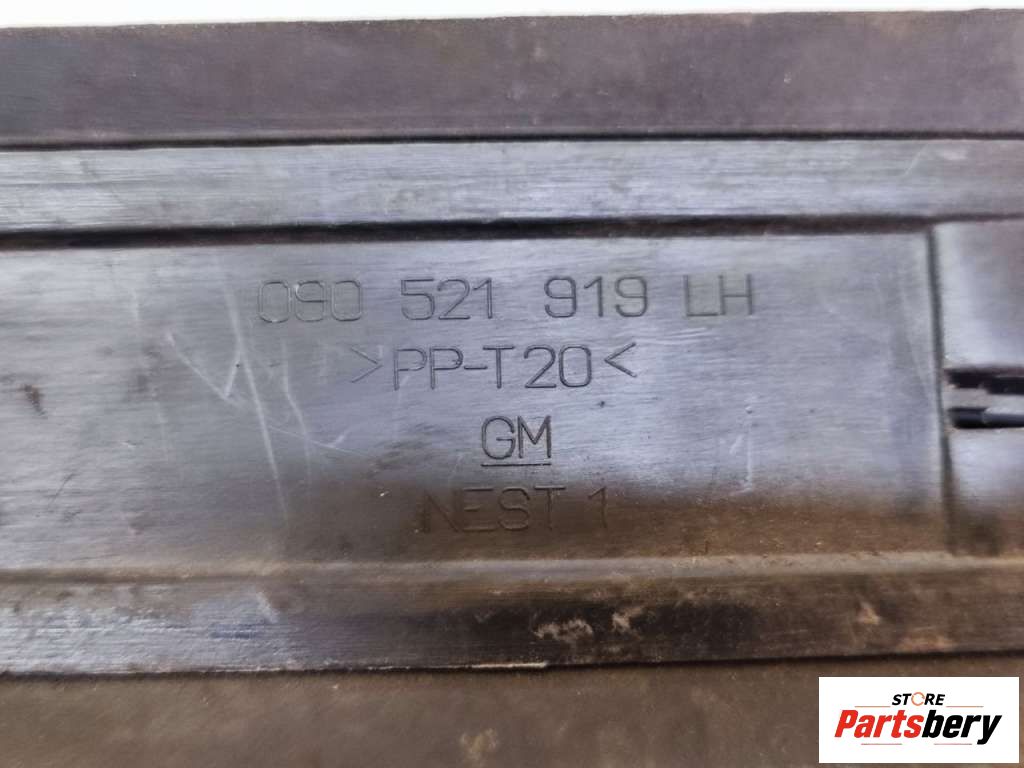 090 521 919 LH
>PP-T20<
GM
NEST 1
STORE
Partsbery